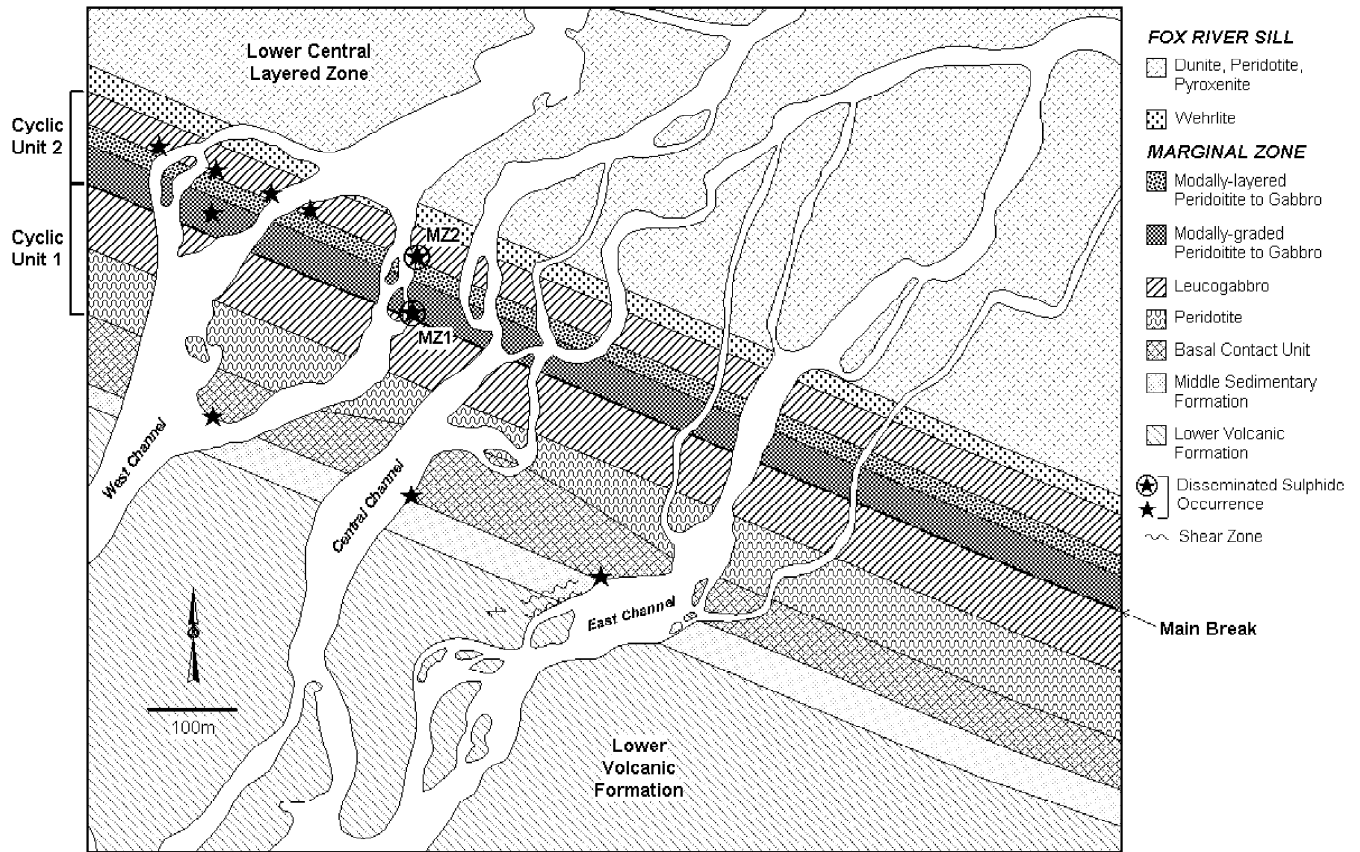 Lower Central
Layered Zone
Cyclic
Unit 2
Cyclic
Unit 1
MZ2
MZ1
West Channel
Central Channel
East Channel
100m
Lower
Volcanic
Formation
Main Break
FOX RIVER SILL
Dunite, Peridotite,
Pyroxenite
Wehrlite
MARGINAL ZONE
Modally-layered
Peridoitite to Gabbro
Modally-graded
Peridoitite to Gabbro
Leucogabbro
Peridotite
Basal Contact Unit
Middle Sedimentary
Formation
Lower Volcanic
Formation
Disseminated Sulphide
Occurrence
Shear Zone